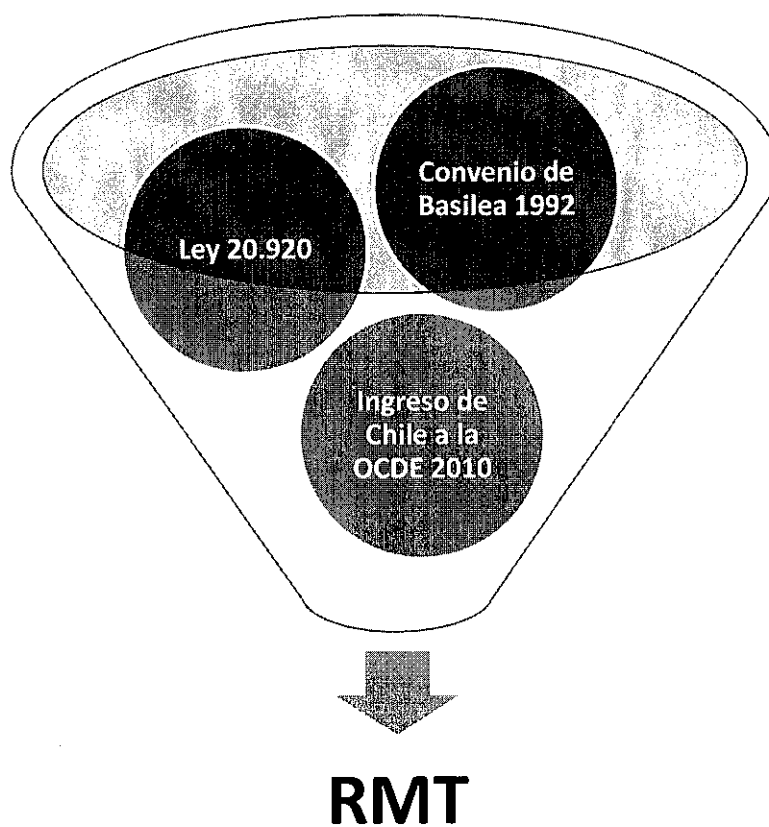 Convenio de
Basilea 1992
Ley 20.920
Ingreso de
Chile a la
OCDE 2010
RMT